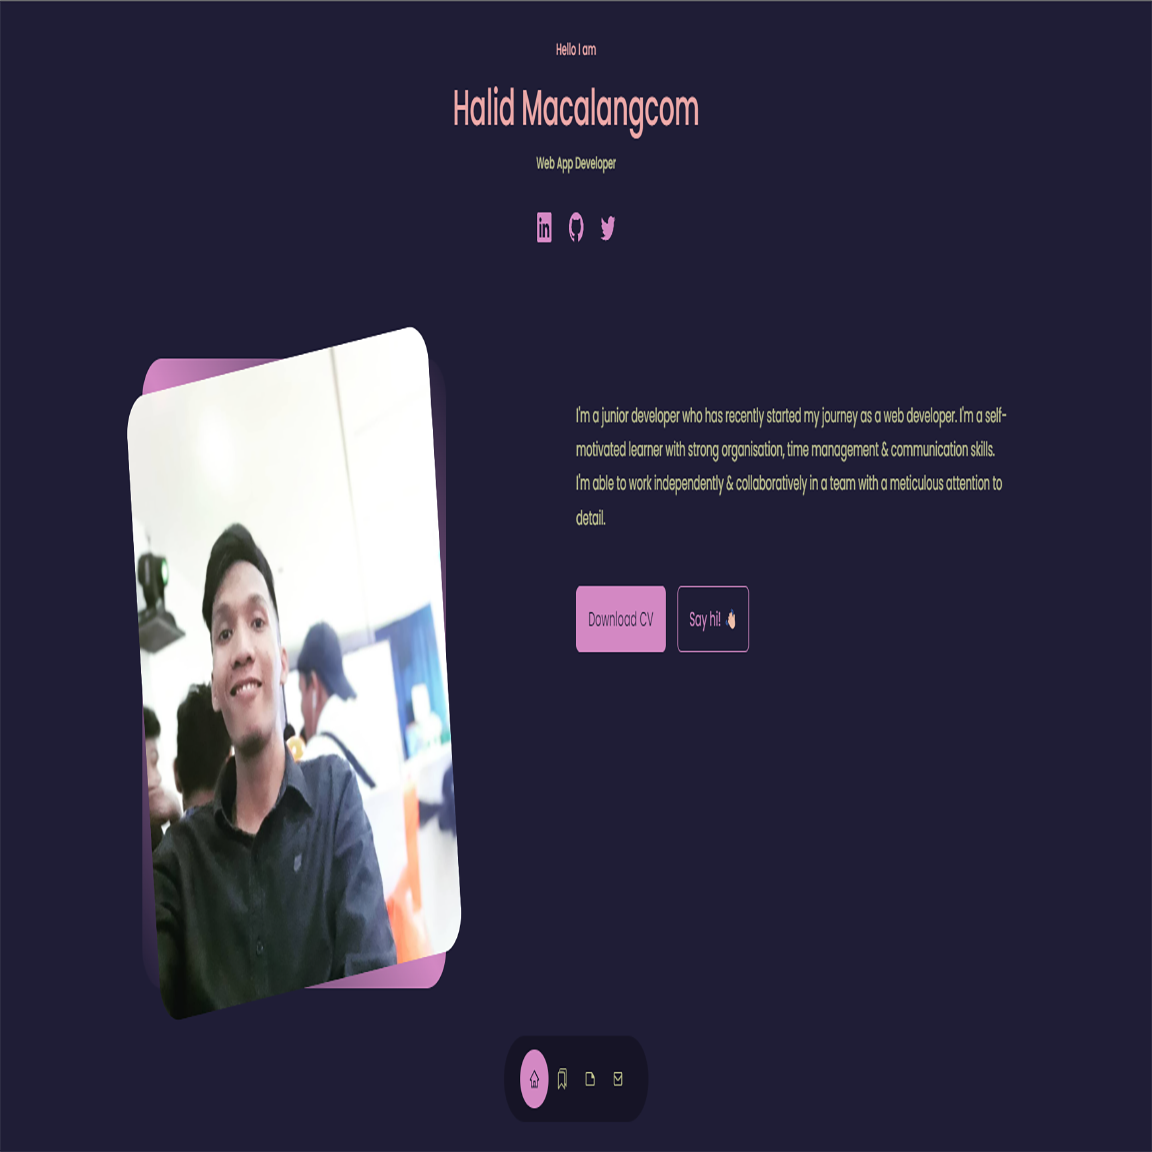 Hello I am
Halid Macalangcom
Web App Developer
in
I'm a junior developer who has recently started my journey as a web developer. I'm a self-
motivated learner with strong organisation, time management & communication skills.
I'm able to work independently & collaboratively in a team with a meticulous attention to
detail.
Download CV
Say hi! 👋🏻